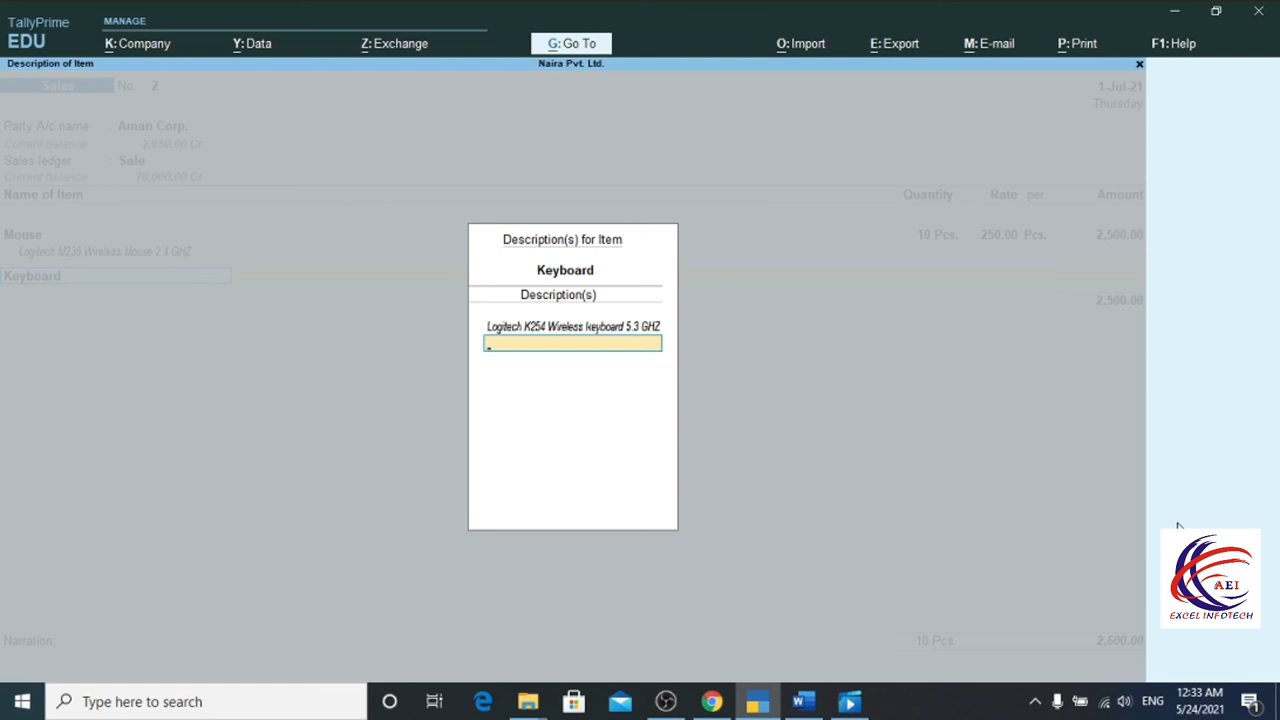 TallyPrime
EDU
MANAGE
K: Company
Y: Data
Z: Exchange
G: Go To
O: Import
E: Export
M: E-mail
P: Print
F1: Help
Description of Item
Naira Pvt. Ltd.
Sales No. 2
1-Jul-21
Thursday
Party A/c name : Aman Corp.
Current balance : 2,950.00 Cr
Sales ledger : Sale
Current balance : 70,000.00 Cr
Name of Item Quantity Rate per Amount
Mouse 10 Pcs. 250.00 Pcs. 2,500.00
Logitech M235 Wireless Mouse 2.4 GHZ
Keyboard
2,500.00
Description(s) for Item
Keyboard
Description(s)
Logitech K254 Wireless keyboard 5.3 GHZ
Narration: 10 Pcs. 2,500.00
AEI
EXCEL INFOTECH
Type here to search
ENG
12:33 AM
5/24/2021
1